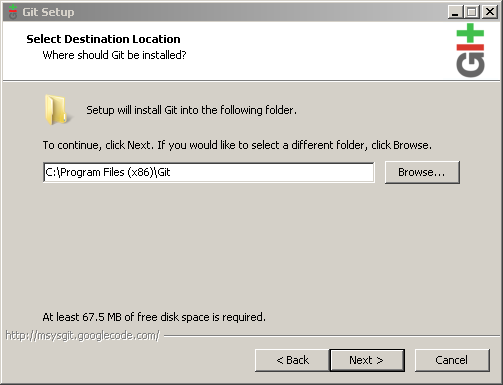 Git Setup
Select Destination Location
Where should Git be installed?
Git
Setup will install Git into the following folder.
To continue, click Next. If you would like to select a different folder, click Browse.
C:\Program Files (x86)\Git
Browse...
At least 67.5 MB of free disk space is required.
http://msysgit.googlecode.com/
< Back
Next >
Cancel